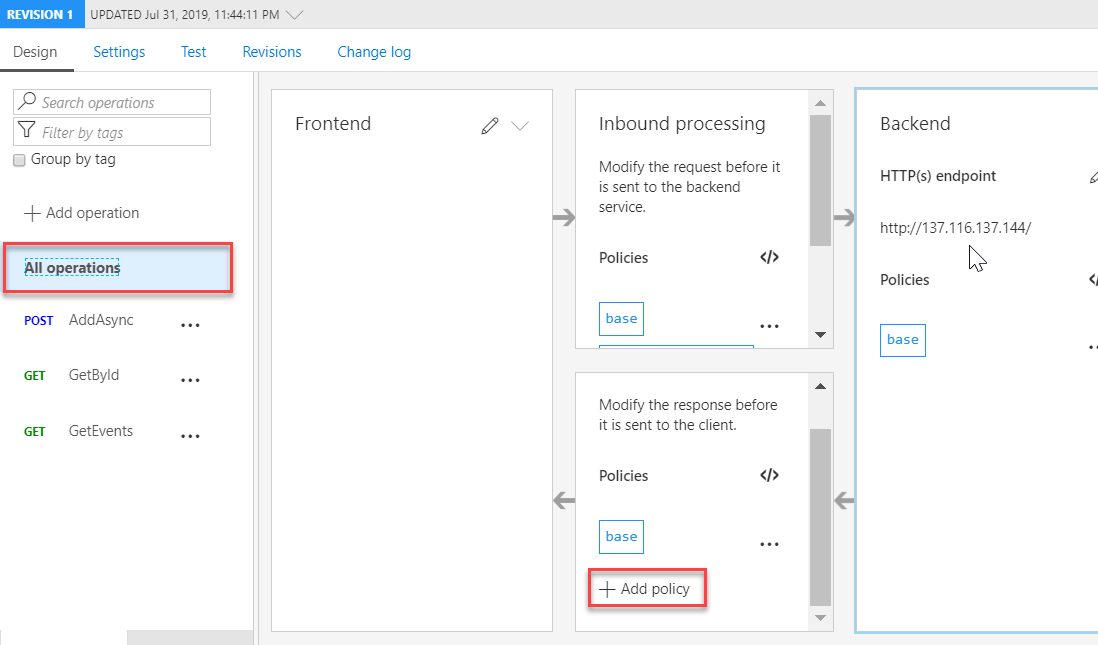 REVISION 1
UPDATED Jul 31, 2019, 11:44:11 PM
Design
Settings
Test
Revisions
Change log
Search operations
Filter by tags
Group by tag
Add operation
All operations
POST AddAsync
GET GetById
GET GetEvents
Frontend
Inbound processing
Modify the request before it
is sent to the backend
service.
Policies
base
Modify the response before
it is sent to the client.
Policies
base
Add policy
Backend
HTTP(s) endpoint
http://137.116.137.144/
Policies
base